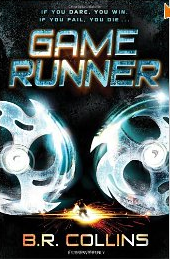 IF YOU DARE, YOU WIN.
IF YOU FAIL, YOU DIE...
GAME
RUNNER
B.R. COLLINS